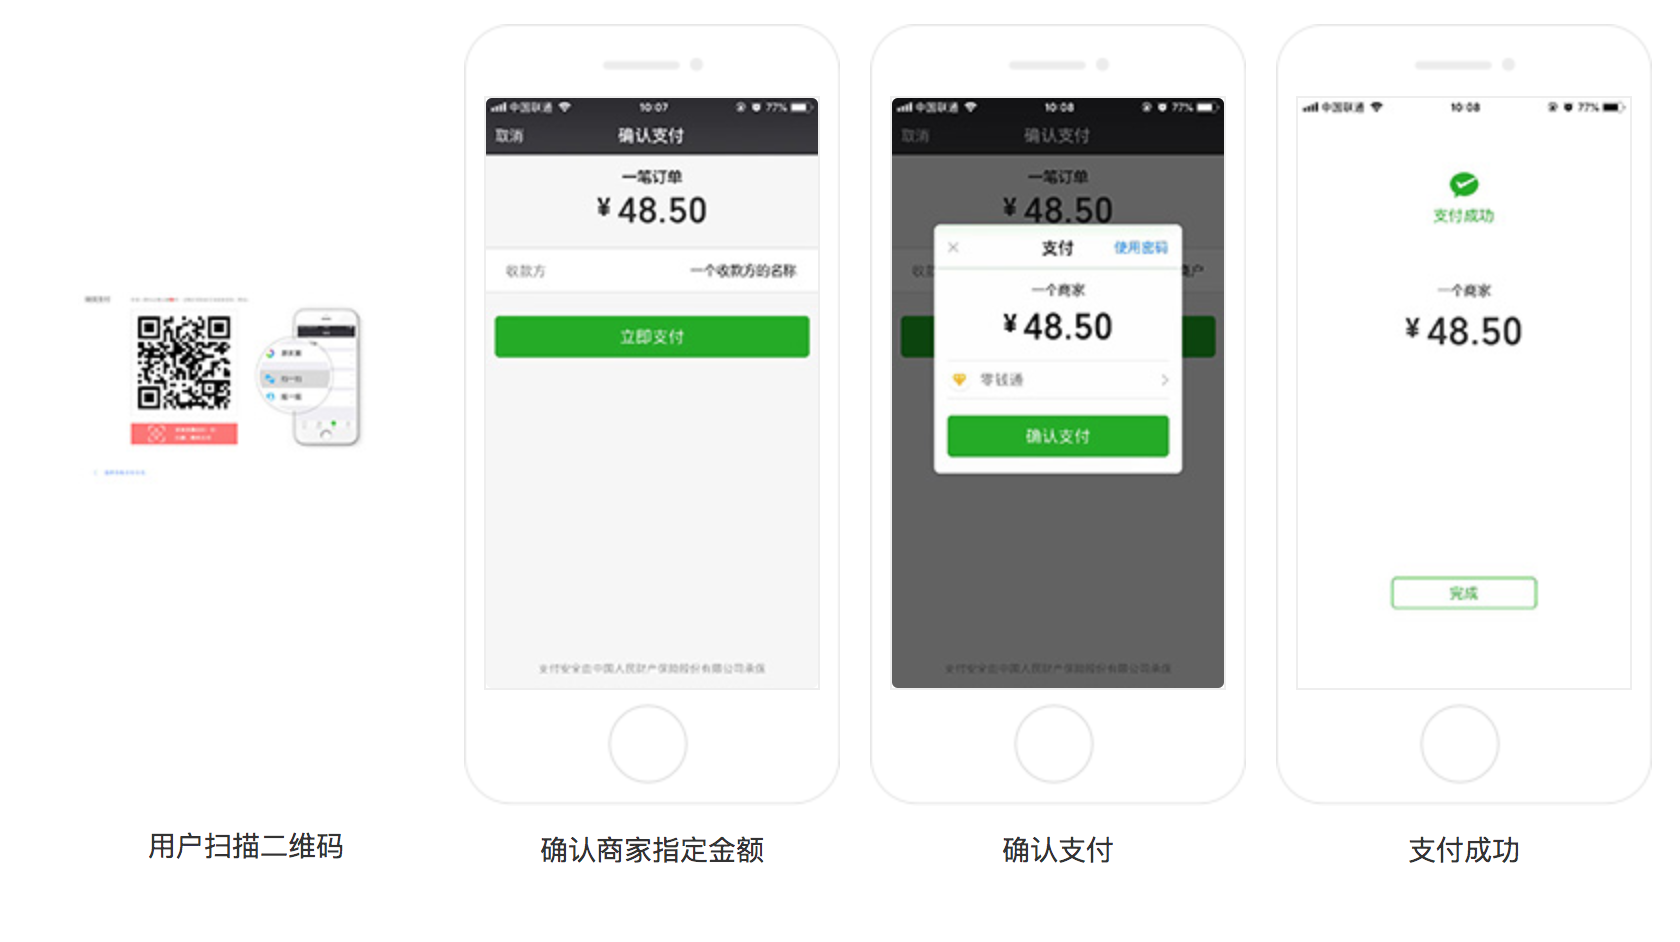 扫一扫
用户扫描二维码
中国联通 10:07 77%
取消 确认支付
一笔订单
¥48.50
收款方 一个收款方的名称
立即支付
支付安全由中国人民财产保险股份有限公司承保
确认商家指定金额
中国联通 10:08 77%
取消 确认支付
一笔订单
¥48.50
× 支付 使用密码
一个商家
¥48.50
零钱通
确认支付
支付安全由中国人民财产保险股份有限公司承保
确认支付
中国联通 10:08 77%
支付成功
一个商家
¥48.50
完成
支付成功